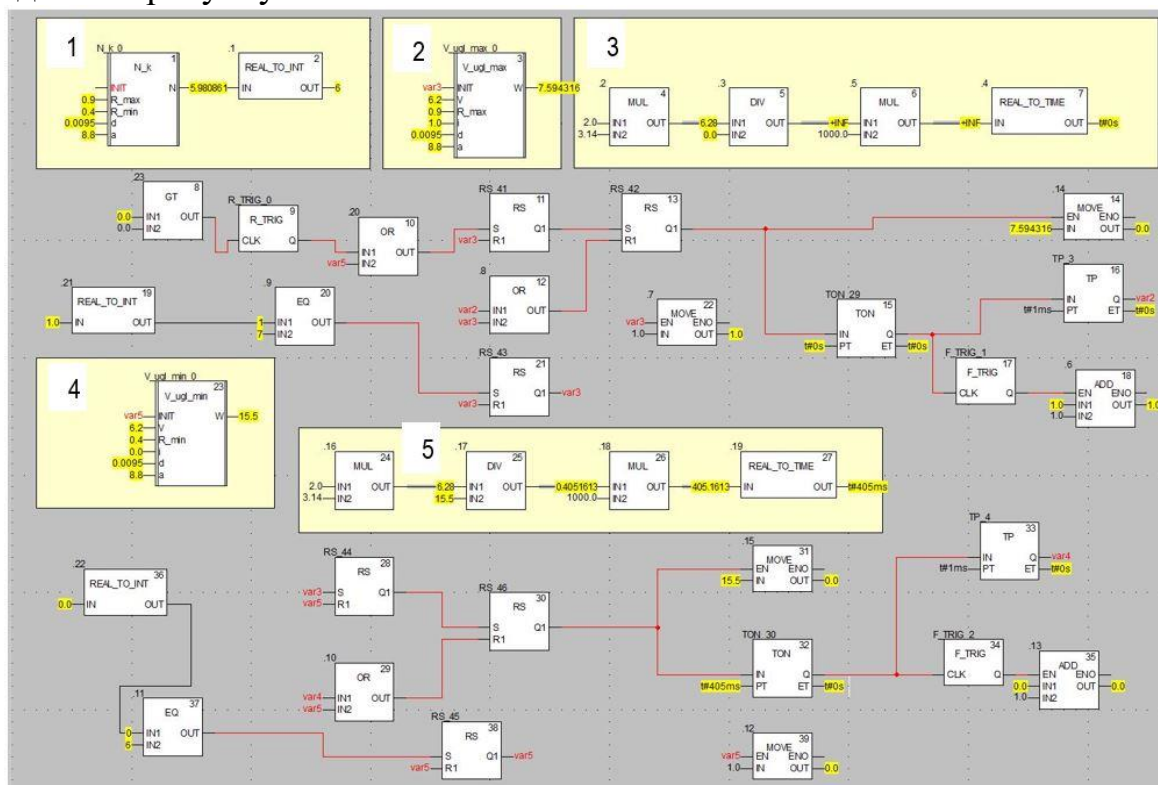 1
N_k_0
1
N_k
INIT
N
5.980861
0.9
R_max
0.4
R_min
0.0095
d
8.8
a
.1
2
REAL_TO_INT
IN
OUT
6
2
V_ugl_max_0
3
V_ugl_max
var3
INIT
W
7.594316
6.2
V
0.9
R_max
1.0
i
0.0095
d
8.8
a
3
.2
4
MUL
2.0
IN1
OUT
3.14
IN2
.3
5
DIV
6.28
IN1
OUT
0.0
IN2
.5
6
MUL
+INF
IN1
OUT
1000.0
IN2
.4
7
REAL_TO_TIME
+INF
IN
OUT
t#0s
.23
8
GT
0.0
IN1
OUT
0.0
IN2
R_TRIG_0
9
R_TRIG
CLK
Q
.20
10
OR
IN1
OUT
var5
IN2
RS_41
11
RS
S
Q1
var3
R1
RS_42
13
RS
S
Q1
R1
.14
14
MOVE
EN
ENO
7.594316
IN
OUT
0.0
.21
19
REAL_TO_INT
1.0
IN
OUT
.9
20
EQ
1
IN1
OUT
7
IN2
.8
12
OR
var2
IN1
OUT
var3
IN2
.7
22
MOVE
var3
EN
ENO
1.0
IN
OUT
1.0
TON_29
15
TON
IN
Q
t#0s
PT
ET
t#0s
TP_3
16
TP
IN
Q
var2
t#1ms
PT
ET
t#0s
RS_43
21
RS
S
Q1
var3
var3
R1
F_TRIG_1
17
F_TRIG
CLK
Q
.6
18
ADD
EN
ENO
1.0
IN1
OUT
1.0
1.0
IN2
4
V_ugl_min_0
23
V_ugl_min
var5
INIT
W
15.5
6.2
V
0.4
R_min
0.0
i
0.0095
d
8.8
a
5
.16
24
MUL
2.0
IN1
OUT
3.14
IN2
.17
25
DIV
6.28
IN1
OUT
15.5
IN2
.18
26
MUL
0.4051613
IN1
OUT
1000.0
IN2
.19
27
REAL_TO_TIME
405.1613
IN
OUT
t#405ms
.22
36
REAL_TO_INT
0.0
IN
OUT
RS_44
28
RS
var3
S
Q1
var5
R1
RS_46
30
RS
S
Q1
R1
.15
31
MOVE
EN
ENO
15.5
IN
OUT
0.0
TP_4
33
TP
IN
Q
var4
t#1ms
PT
ET
t#0s
.10
29
OR
var4
IN1
OUT
var5
IN2
TON_30
32
TON
IN
Q
t#405ms
PT
ET
t#0s
F_TRIG_2
34
F_TRIG
CLK
Q
.13
35
ADD
EN
ENO
0.0
IN1
OUT
0.0
1.0
IN2
.11
37
EQ
0
IN1
OUT
6
IN2
RS_45
38
RS
S
Q1
var5
var5
R1
.12
39
MOVE
var5
EN
ENO
1.0
IN
OUT
0.0